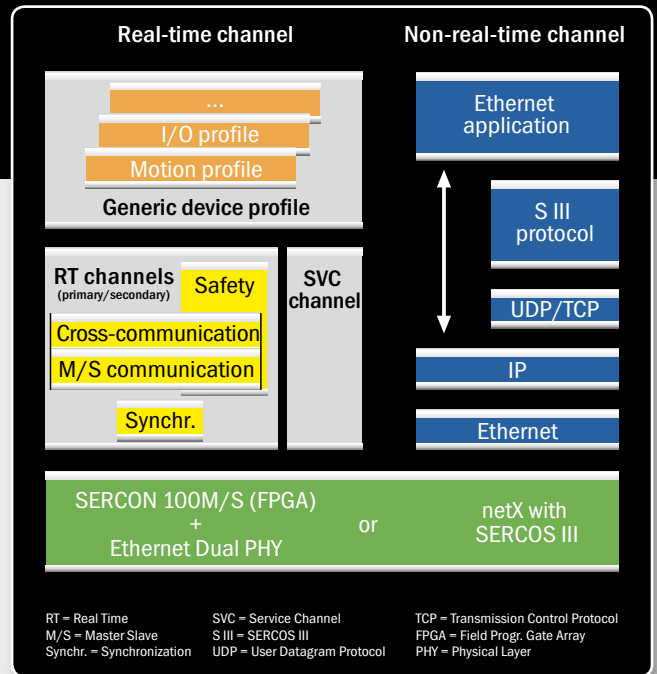 Real-time channel
Non-real-time channel
...
I/O profile
Motion profile
Generic device profile
Ethernet
application
S III
protocol
UDP/TCP
IP
Ethernet
RT channels
(primary/secondary)
Safety
Cross-communication
M/S communication
Synchr.
SVC
channel
SERCON 100M/S (FPGA)
+
Ethernet Dual PHY
or
netX with
SERCOS III
RT = Real Time
M/S = Master Slave
Synchr. = Synchronization
SVC = Service Channel
S III = SERCOS III
UDP = User Datagram Protocol
TCP = Transmission Control Protocol
FPGA = Field Progr. Gate Array
PHY = Physical Layer